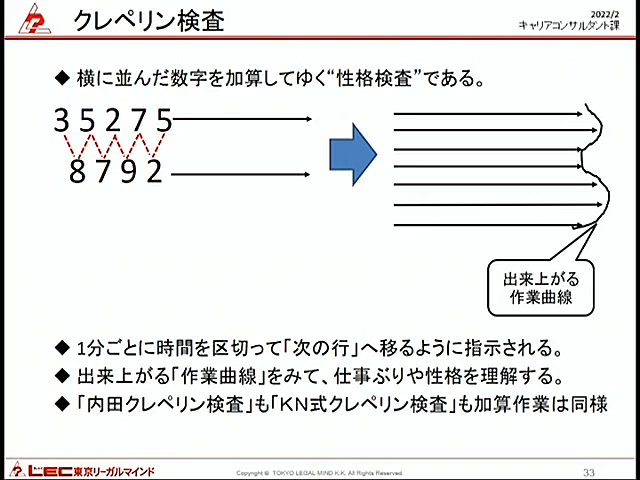 クレペリン検査
2022/2
キャリアコンサルタント課
◆ 横に並んだ数字を加算してゆく“性格検査”である。
3 5 2 7 5
8 7 9 2
出来上がる
作業曲線
◆ 1分ごとに時間を区切って「次の行」へ移るように指示される。
◆ 出来上がる「作業曲線」をみて、仕事ぶりや性格を理解する。
◆ 「内田クレペリン検査」も「KN式クレペリン検査」も加算作業は同様
LEC東京リーガルマインド
Copyright © TOKYO LEGAL MIND K.K. All Rights Reserved.
33